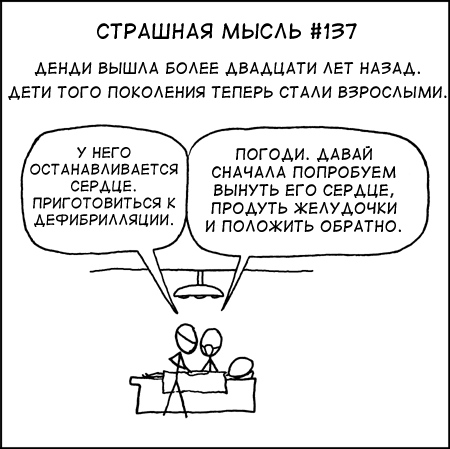 СТРАШНАЯ МЫСЛЬ #137
ДЕНДИ ВЫШЛА БОЛЕЕ ДВАДЦАТИ ЛЕТ НАЗАД.
ДЕТИ ТОГО ПОКОЛЕНИЯ ТЕПЕРЬ СТАЛИ ВЗРОСЛЫМИ.
У НЕГО
ОСТАНАВЛИВАЕТСЯ
СЕРДЦЕ.
ПРИГОТОВИТЬСЯ К
ДЕФИБРИЛЛЯЦИИ.
ПОГОДИ. ДАВАЙ
СНАЧАЛА ПОПРОБУЕМ
ВЫНУТЬ ЕГО СЕРДЦЕ,
ПРОДУТЬ ЖЕЛУДОЧКИ
И ПОЛОЖИТЬ ОБРАТНО.